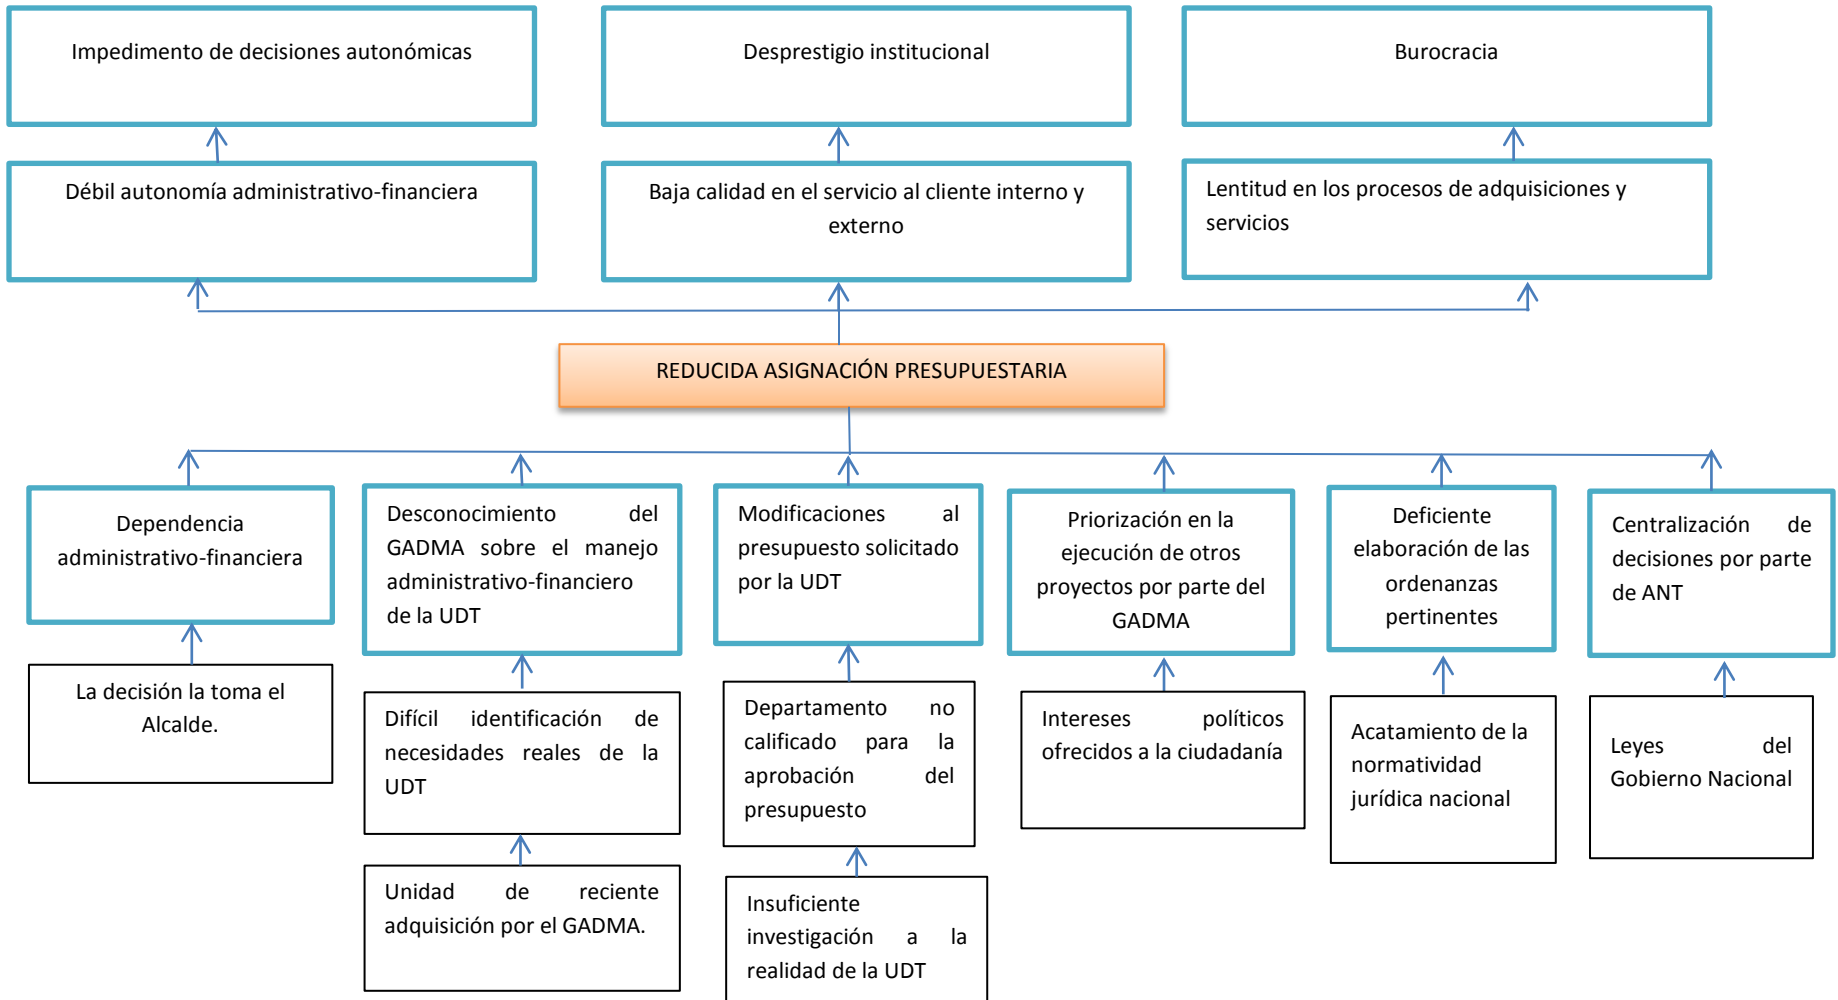 Impedimento de decisiones autonómicas
Desprestigio institucional
Burocracia
Débil autonomía administrativo-financiera
Baja calidad en el servicio al cliente interno y
externo
Lentitud en los procesos de adquisiciones y
servicios
REDUCIDA ASIGNACIÓN PRESUPUESTARIA
Dependencia
administrativo-financiera
Desconocimiento del
GADMA sobre el manejo
administrativo-financiero
de la UDT
Modificaciones al
presupuesto solicitado
por la UDT
Priorización en la
ejecución de otros
proyectos por parte del
GADMA
Deficiente
elaboración de las
ordenanzas
pertinentes
Centralización de
decisiones por parte
de ANT
La decisión la toma el
Alcalde.
Difícil identificación de
necesidades reales de la
UDT
Departamento no
calificado para la
aprobación del
presupuesto
Intereses políticos
ofrecidos a la ciudadanía
Acatamiento de la
normatividad
jurídica nacional
Leyes del
Gobierno Nacional
Unidad de reciente
adquisición por el GADMA.
Insuficiente
investigación a la
realidad de la UDT